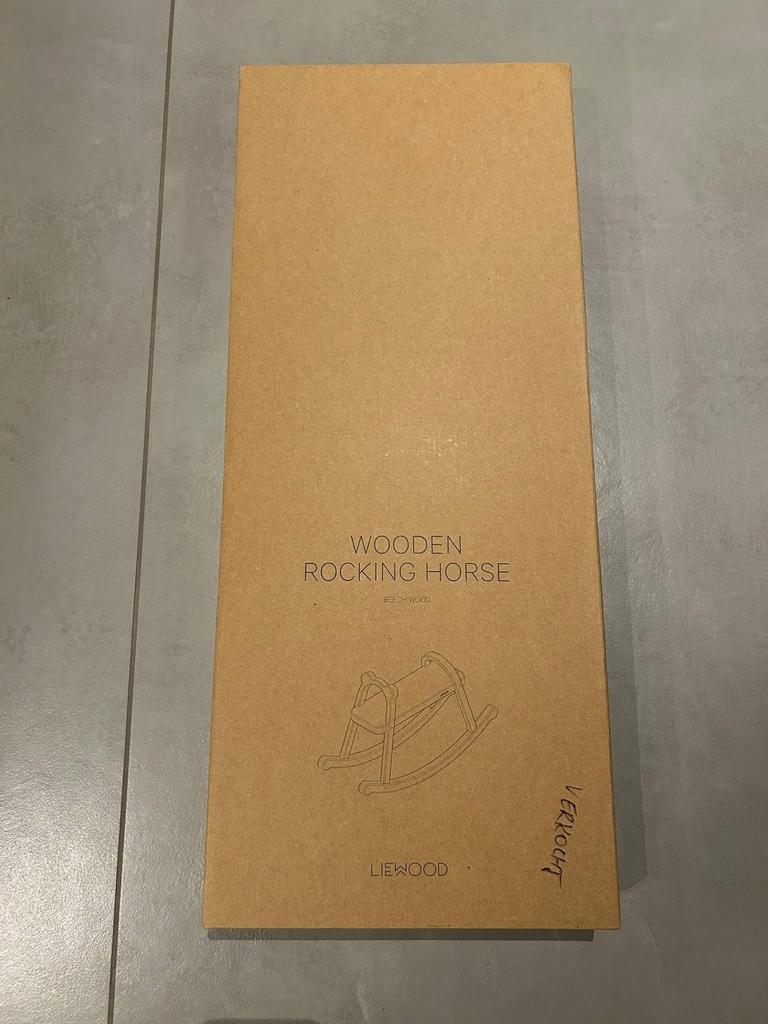 WOODEN
ROCKING HORSE
BEECH WOOD
LIEWOOD
VERKOCHT